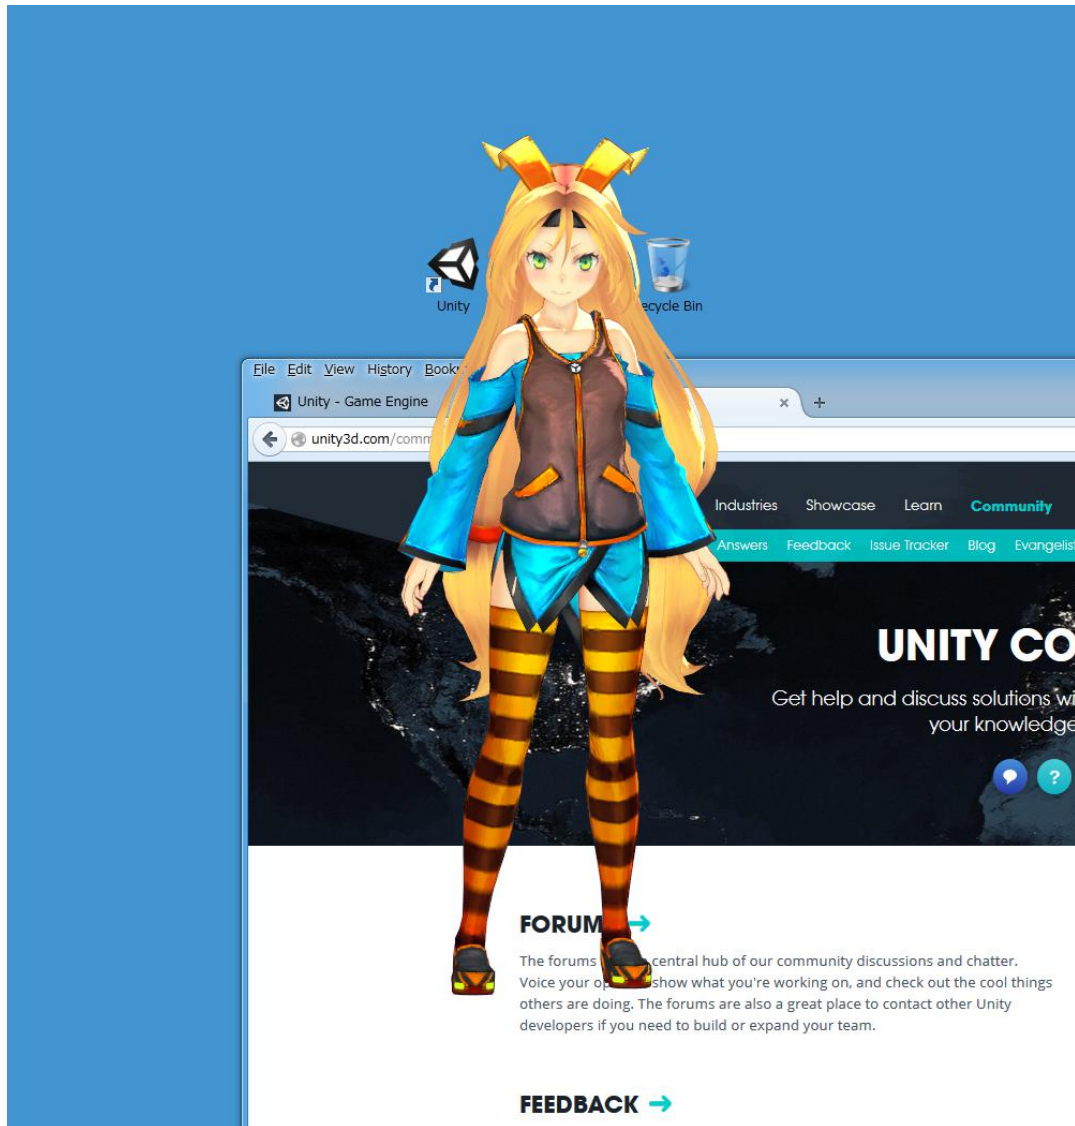 Unity
ecycle Bin
File Edit View History Book
Unity - Game Engine
× +
unity3d.com/comm
Industries Showcase Learn Community
Answers Feedback Issue Tracker Blog Evangelist
UNITY CO
Get help and discuss solutions wi
your knowledge
?
FORUM →
The forums central hub of our community discussions and chatter.
Voice your op show what you're working on, and check out the cool things
others are doing. The forums are also a great place to contact other Unity
developers if you need to build or expand your team.
FEEDBACK →